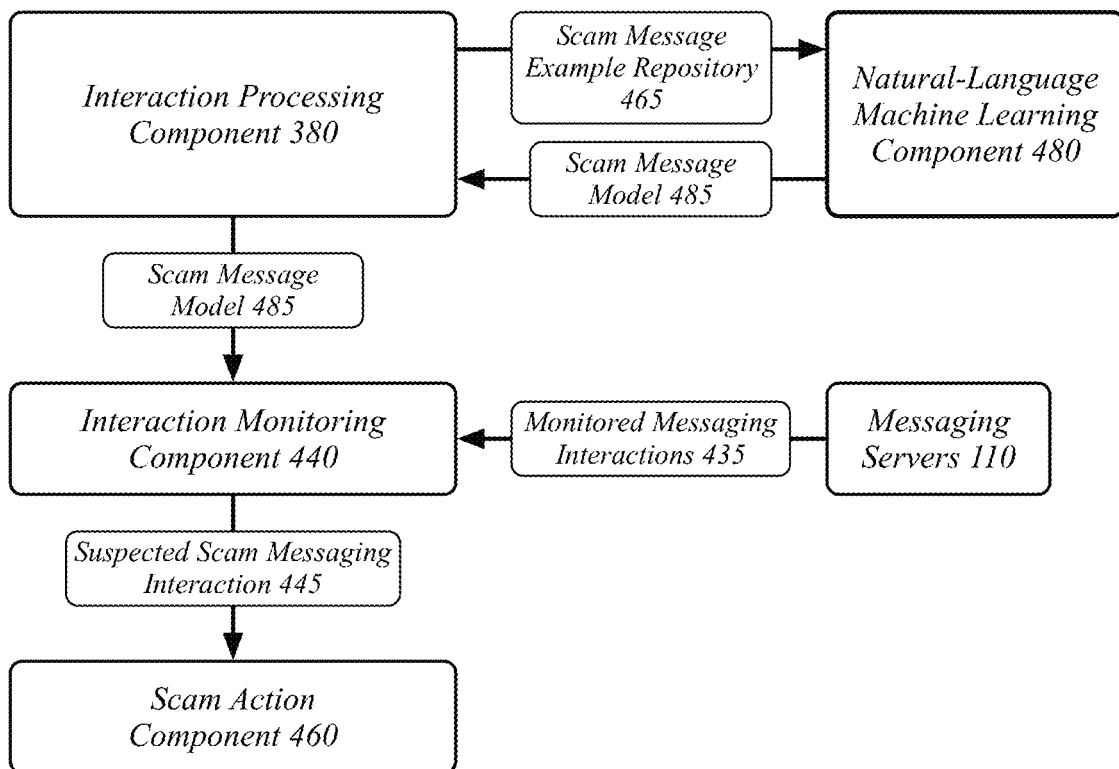 Interaction Processing
Component 380
Scam Message
Example Repository
465
Natural-Language
Machine Learning
Component 480
Scam Message
Model 485
Scam Message
Model 485
Interaction Monitoring
Component 440
Monitored Messaging
Interactions 435
Messaging
Servers 110
Suspected Scam Messaging
Interaction 445
Scam Action
Component 460